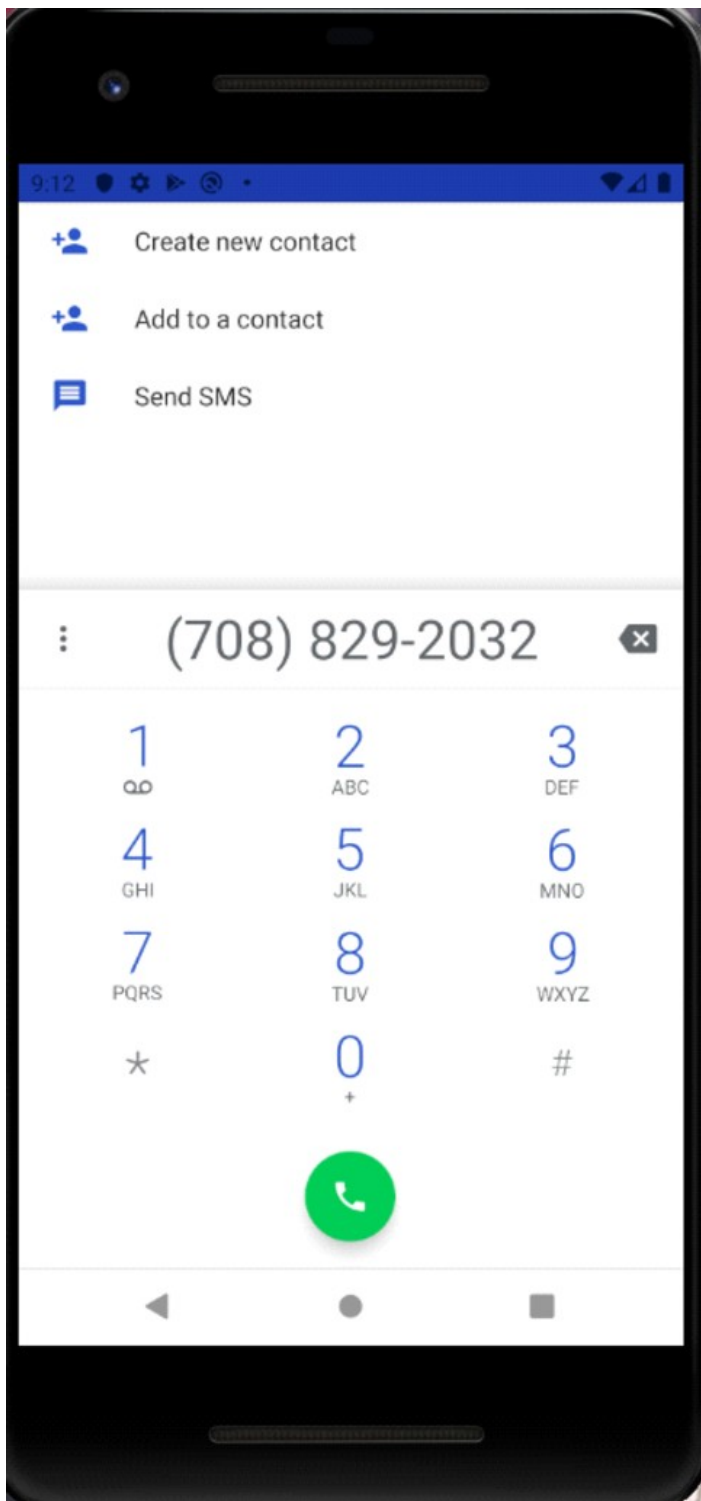 9:12
Create new contact
Add to a contact
Send SMS
(708) 829-2032
1 2 3
ABC DEF
4 5 6
GHI JKL MNO
7 8 9
PQRS TUV WXYZ
* 0 #
+